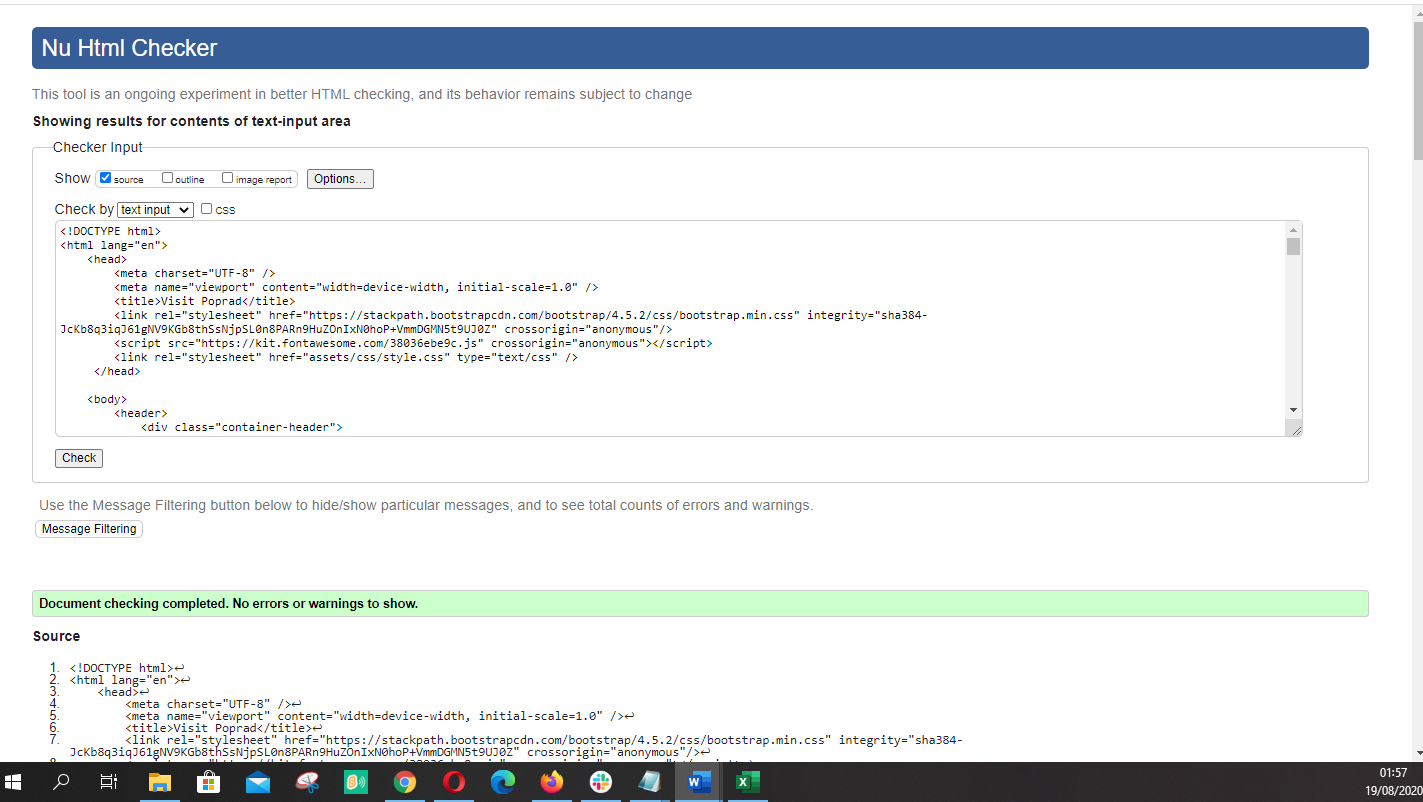 Nu Html Checker
This tool is an ongoing experiment in better HTML checking, and its behavior remains subject to change
Showing results for contents of text-input area
Checker Input
Show source outline image report Options...
Check by text input css
<!DOCTYPE html>
<html lang="en">
<head>
<meta charset="UTF-8" />
<meta name="viewport" content="width=device-width, initial-scale=1.0" />
<title>Visit Poprad</title>
<link rel="stylesheet" href="https://stackpath.bootstrapcdn.com/bootstrap/4.5.2/css/bootstrap.min.css" integrity="sha384-
JcKb8q3iqJ61gNV9KGb8thSsNjpSL0n8PARn9HuZOnIxN0hoP+VmmDGMN5t9UJ0Z" crossorigin="anonymous"/>
<script src="https://kit.fontawesome.com/38036ebe9c.js" crossorigin="anonymous"></script>
<link rel="stylesheet" href="assets/css/style.css" type="text/css" />
</head>
<body>
<header>
<div class="container-header">
Check
Use the Message Filtering button below to hide/show particular messages, and to see total counts of errors and warnings.
Message Filtering
Document checking completed. No errors or warnings to show.
Source
1. <!DOCTYPE html>↩
2. <html lang="en">↩
3. <head>↩
4. <meta charset="UTF-8" />↩
5. <meta name="viewport" content="width=device-width, initial-scale=1.0" />↩
6. <title>Visit Poprad</title>↩
7. <link rel="stylesheet" href="https://stackpath.bootstrapcdn.com/bootstrap/4.5.2/css/bootstrap.min.css" integrity="sha384-
JcKb8q3iqJ61gNV9KGb8thSsNjpSL0n8PARn9HuZOnIxN0hoP+VmmDGMN5t9UJ0Z" crossorigin="anonymous"/>↩
01:57
19/08/2020